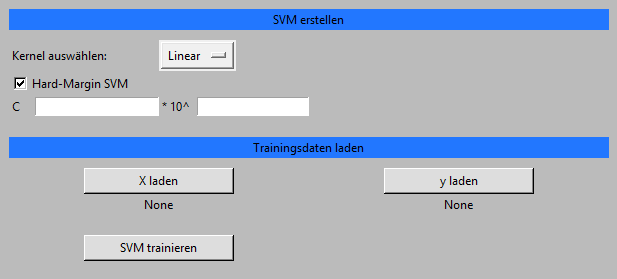 SVM erstellen
Kernel auswählen: Linear
Hard-Margin SVM
C * 10^
Trainingsdaten laden
X laden y laden
None None
SVM trainieren